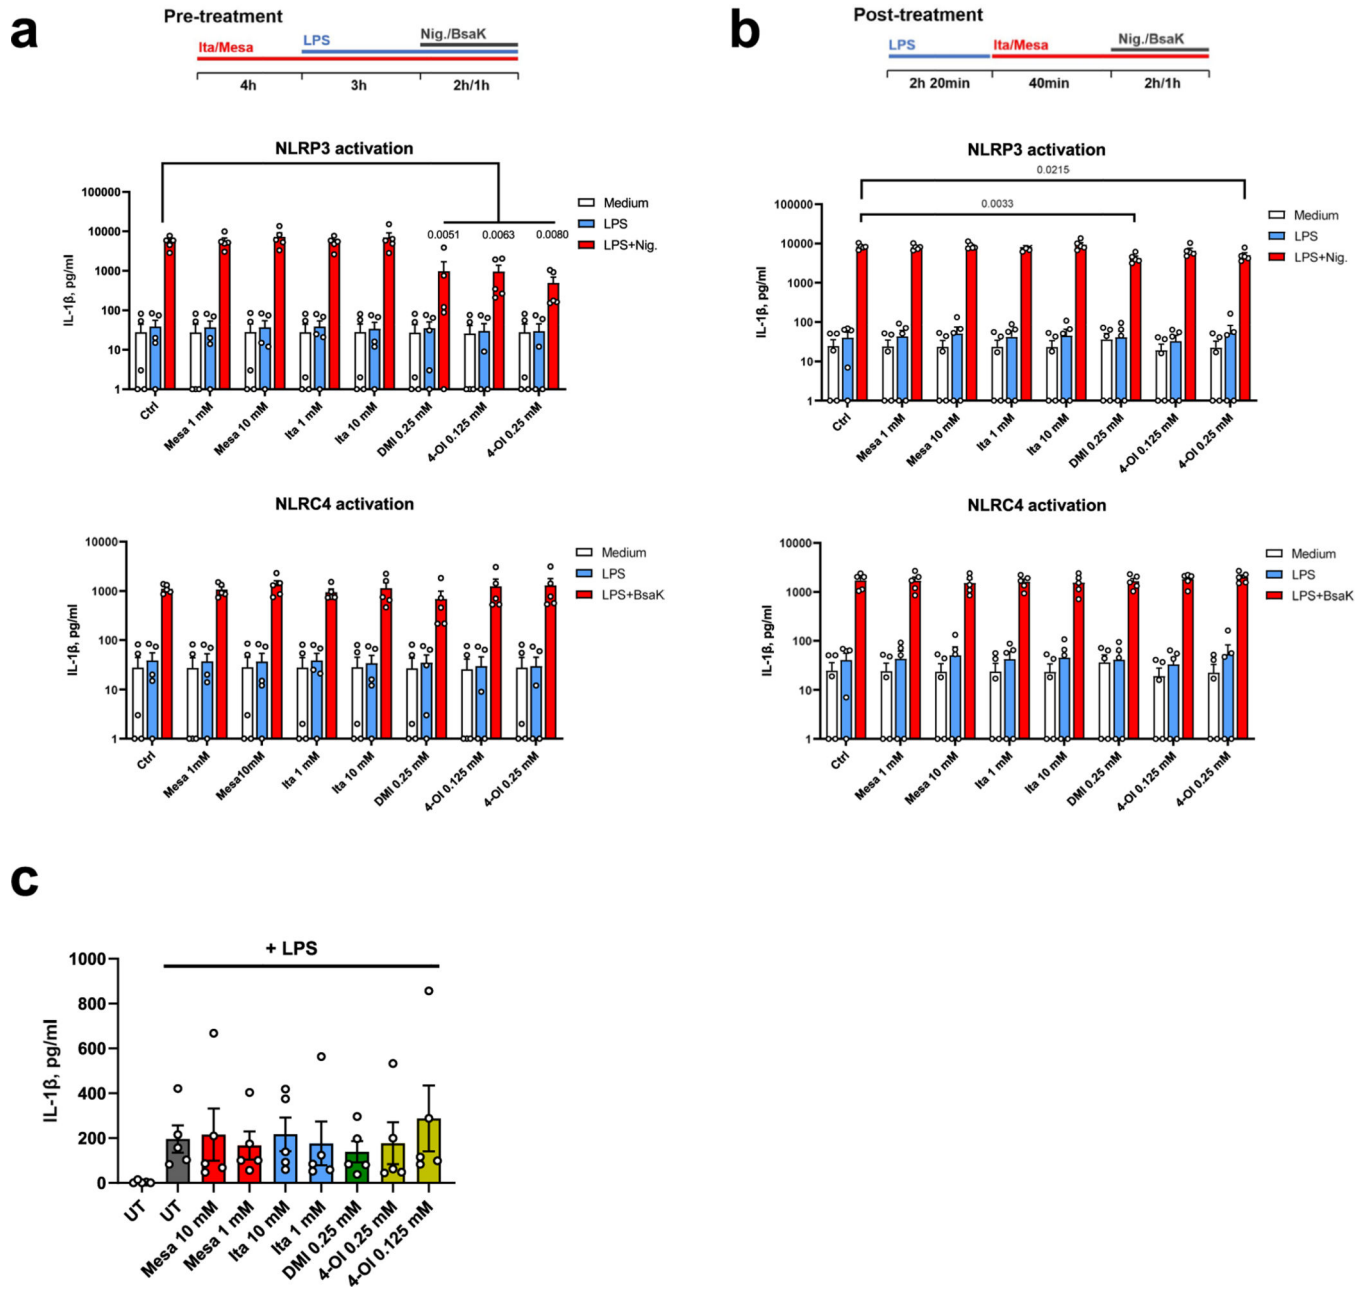 a
Pre-treatment
Nig./BsaK
LPS
Ita/Mesa
4h
3h
2h/1h
NLRP3 activation
100000
10000
1000
100
10
1
IL-1β, pg/ml
0.0051
0.0063
0.0080
Medium
LPS
LPS+Nig.
Ctrl
Mesa 1 mM
Mesa 10 mM
Ita 1 mM
Ita 10 mM
DMI 0.25 mM
4-OI 0.125 mM
4-OI 0.25 mM
NLRC4 activation
10000
1000
100
10
1
IL-1β, pg/ml
Medium
LPS
LPS+BsaK
Ctrl
Mesa 1mM
Mesa10mM
Ita 1 mM
Ita 10 mM
DMI 0.25 mM
4-OI 0.125 mM
4-OI 0.25 mM
b
Post-treatment
Nig./BsaK
LPS
Ita/Mesa
2h 20min
40min
2h/1h
NLRP3 activation
0.0215
0.0033
100000
10000
1000
100
10
1
IL-1β, pg/ml
Medium
LPS
LPS+Nig.
Ctrl
Mesa 1 mM
Mesa 10 mM
Ita 1 mM
Ita 10 mM
DMI 0.25 mM
4-OI 0.125 mM
4-OI 0.25 mM
NLRC4 activation
10000
1000
100
10
1
IL-1β, pg/ml
Medium
LPS
LPS+BsaK
Ctrl
Mesa 1 mM
Mesa 10 mM
Ita 1 mM
Ita 10 mM
DMI 0.25 mM
4-OI 0.125 mM
4-OI 0.25 mM
c
+ LPS
1000
800
600
400
200
0
IL-1β, pg/ml
UT
UT
Mesa 10 mM
Mesa 1 mM
Ita 10 mM
Ita 1 mM
DMI 0.25 mM
4-OI 0.25 mM
4-OI 0.125 mM